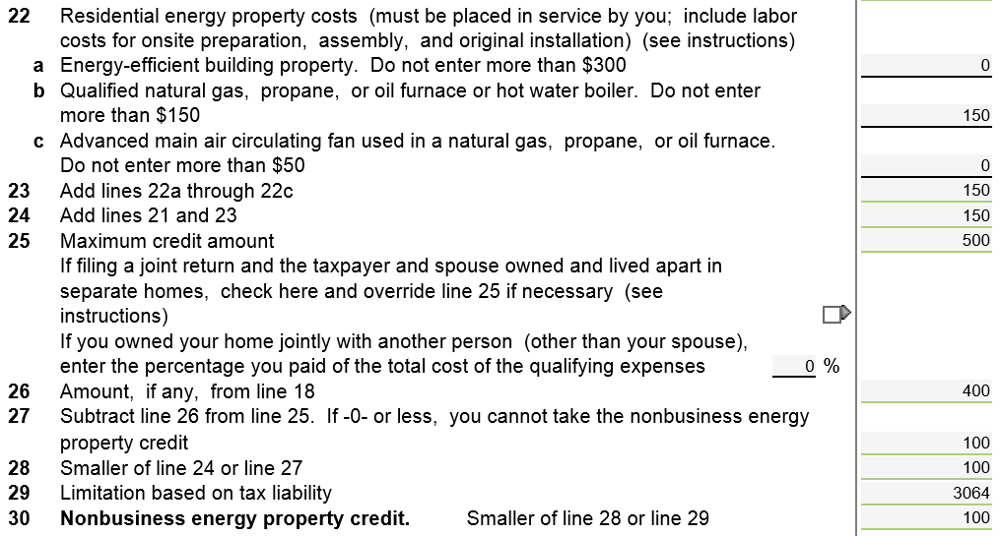 22 Residential energy property costs (must be placed in service by you; include labor
costs for onsite preparation, assembly, and original installation) (see instructions)
a Energy-efficient building property. Do not enter more than $300 0
b Qualified natural gas, propane, or oil furnace or hot water boiler. Do not enter
more than $150 150
c Advanced main air circulating fan used in a natural gas, propane, or oil furnace.
Do not enter more than $50 0
23 Add lines 22a through 22c 150
24 Add lines 21 and 23 150
25 Maximum credit amount 500
If filing a joint return and the taxpayer and spouse owned and lived apart in
separate homes, check here and override line 25 if necessary (see
instructions)
If you owned your home jointly with another person (other than your spouse),
enter the percentage you paid of the total cost of the qualifying expenses 0 %
26 Amount, if any, from line 18 400
27 Subtract line 26 from line 25. If -0- or less, you cannot take the nonbusiness energy
property credit 100
28 Smaller of line 24 or line 27 100
29 Limitation based on tax liability 3064
30 Nonbusiness energy property credit. Smaller of line 28 or line 29 100